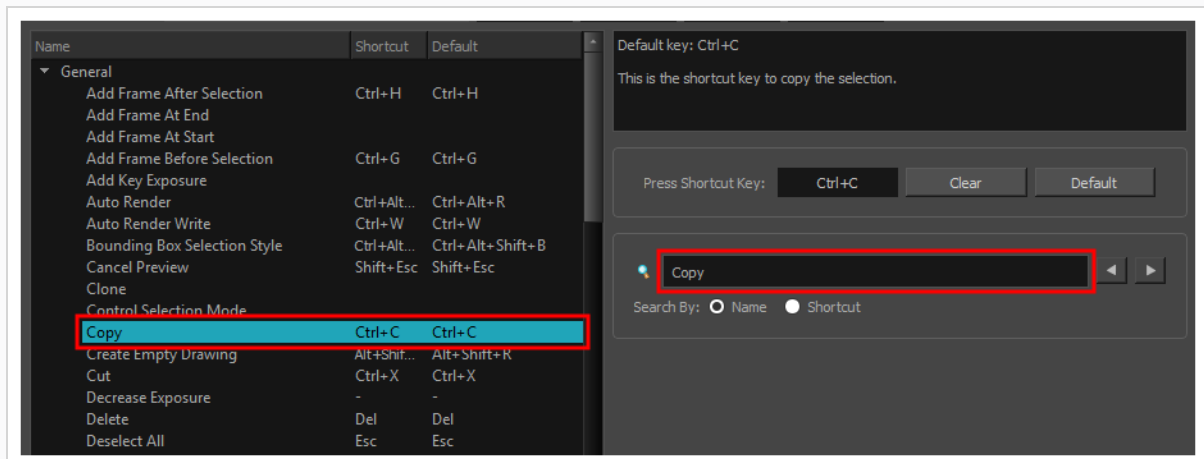 Name Shortcut Default
General
Add Frame After Selection Ctrl+H Ctrl+H
Add Frame At End
Add Frame At Start
Add Frame Before Selection Ctrl+G Ctrl+G
Add Key Exposure
Auto Render Ctrl+Alt... Ctrl+Alt+R
Auto Render Write Ctrl+W Ctrl+W
Bounding Box Selection Style Ctrl+Alt... Ctrl+Alt+Shift+B
Cancel Preview Shift+Esc Shift+Esc
Clone
Control Selection Mode
Copy Ctrl+C Ctrl+C
Create Empty Drawing Alt+Shif... Alt+Shift+R
Cut Ctrl+X Ctrl+X
Decrease Exposure - -
Delete Del Del
Deselect All Esc Esc
Default key: Ctrl+C
This is the shortcut key to copy the selection.
Press Shortcut Key: Ctrl+C Clear Default
Copy
Search By: Name Shortcut